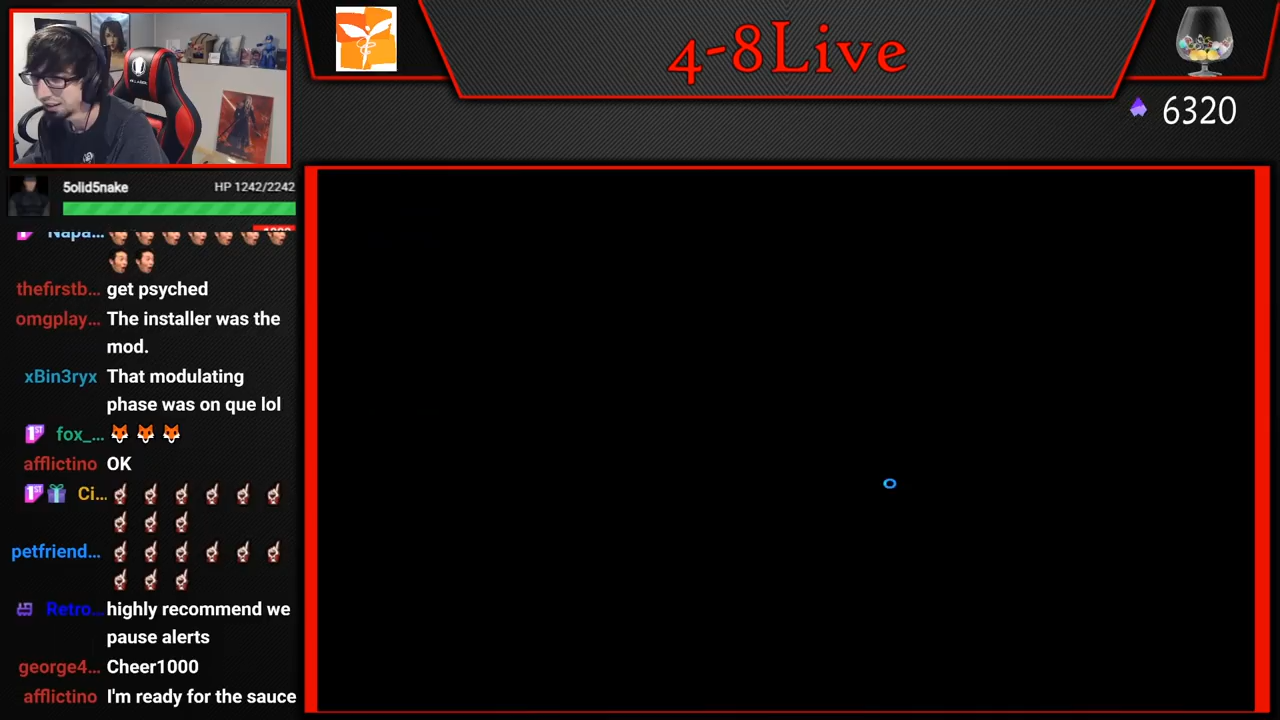 4-8Live
6320
5olid5nake HP 1242/2242
Napa...
thefirstb... get psyched
omgplay... The installer was the
mod.
xBin3ryx That modulating
phase was on que lol
fox_...
afflictino OK
Ci...
petfriend...
Retro... highly recommend we
pause alerts
george4... Cheer1000
afflictino I'm ready for the sauce